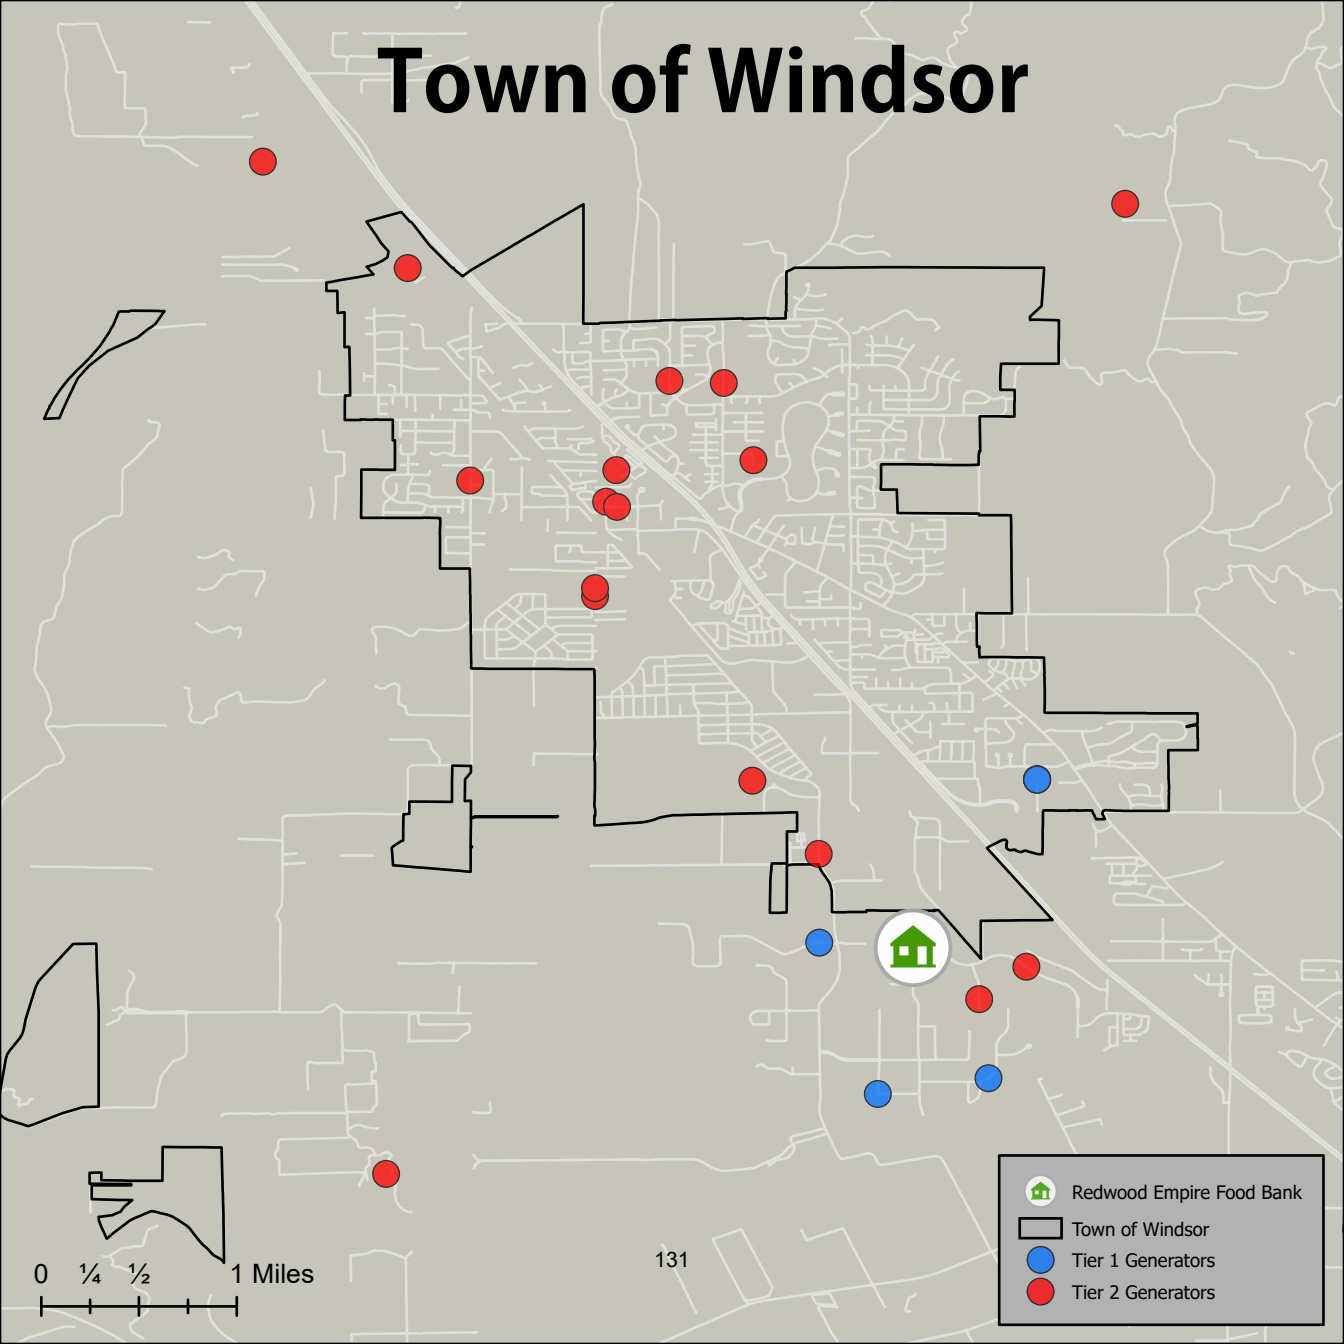 Town of Windsor
Redwood Empire Food Bank
Town of Windsor
Tier 1 Generators
Tier 2 Generators
0 ¼ ½ 1 Miles
131